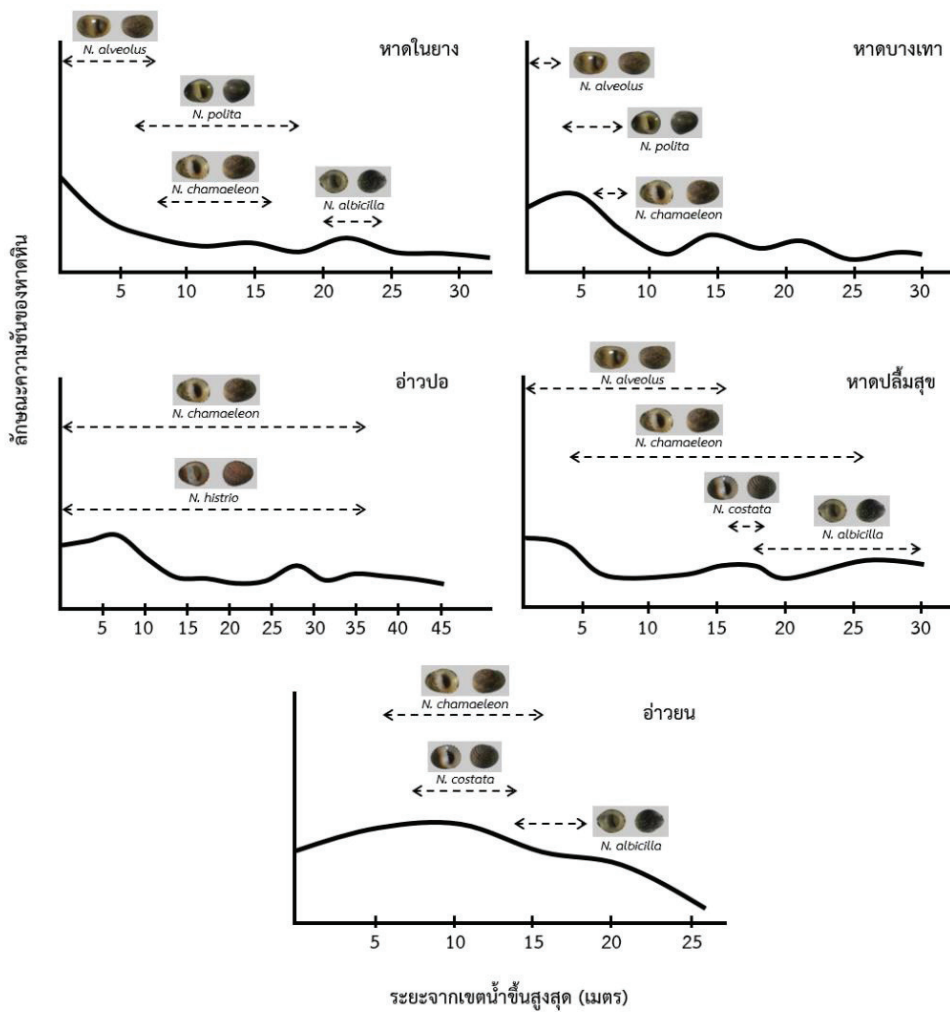 หาดในยาง
N. alveolus
N. polita
N. chamaeleon
N. albicilla
5 10 15 20 25 30
หาดบางเทา
N. alveolus
N. polita
N. chamaeleon
5 10 15 20 25 30
ลักษณะความชันของหาดหิน
อ่าวปอ
N. chamaeleon
N. histrio
5 10 15 20 25 30 35 40 45
หาดปลื้มสุข
N. alveolus
N. chamaeleon
N. costata
N. albicilla
5 10 15 20 25 30
อ่าวยน
N. chamaeleon
N. costata
N. albicilla
5 10 15 20 25
ระยะจากเขตน้ำขึ้นสูงสุด (เมตร)